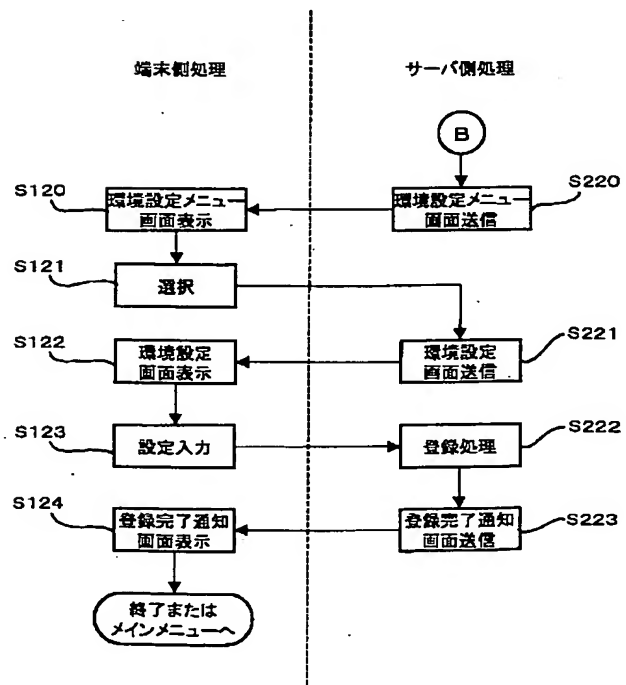 端末側処理
サーバ側処理
B
S120
環境設定メニュー
画面表示
環境設定メニュー
画面送信
S220
S121
選択
S122
環境設定
画面表示
環境設定
画面送信
S221
S123
設定入力
登録処理
S222
S124
登録完了通知
画面表示
登録完了通知
画面送信
S223
終了または
メインメニューへ